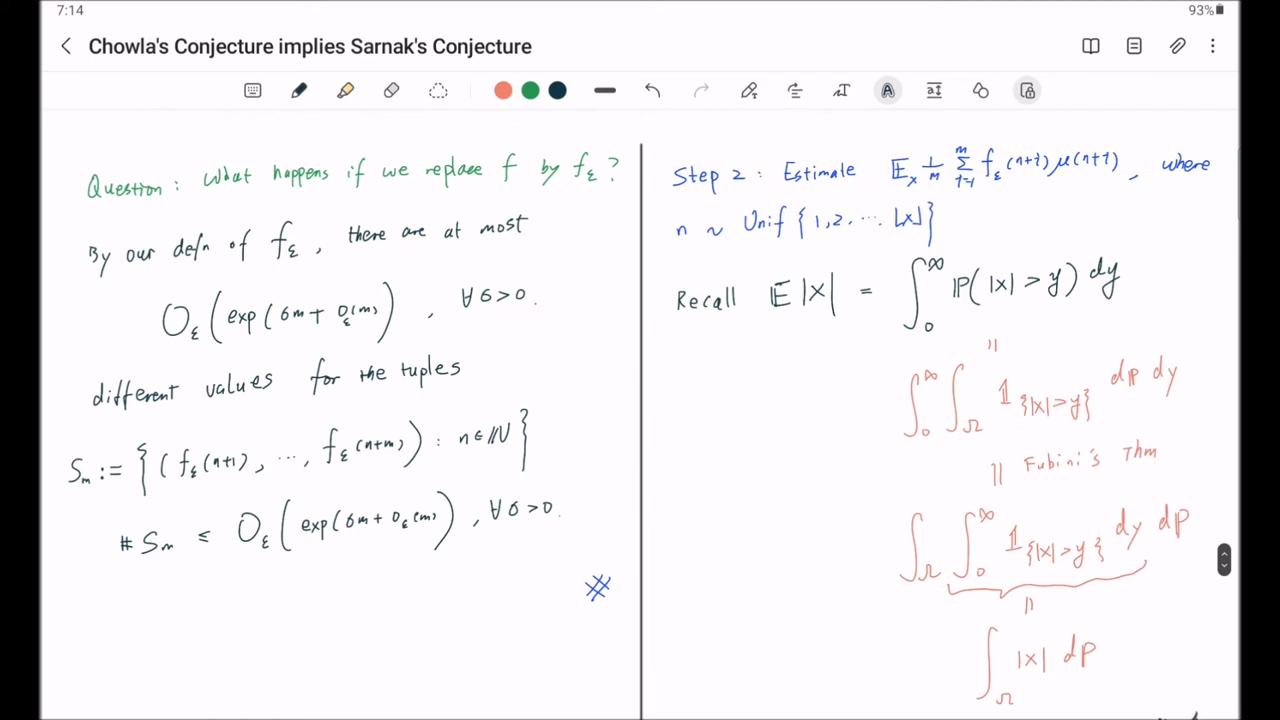 7:14
93%
Chowla's Conjecture implies Sarnak's Conjecture
Question: What happens if we replace f by f_ε?
By our defn of f_ε, there are at most
O_ε(exp(σm + o_ε(m))), ∀σ>0.
different values for the tuples
S_m := {(f_ε(n+1), ..., f_ε(n+m)) : n∈ℕ}
# S_m ≤ O_ε(exp(σm + o_ε(m))), ∀σ>0.
Step 2: Estimate 𝔼_x 1/m Σ_{t=1}^m f_ε(n+t)μ(n+t), where
n ~ Unif {1,2, ... ⌊x⌋}
Recall 𝔼|X| = ∫_0^∞ ℙ(|X|>y) dy
||
∫_0^∞ ∫_Ω 𝟙_{|X|>y} dℙ dy
|| Fubini's Thm
∫_Ω ∫_0^∞ 𝟙_{|X|>y} dy dℙ
||
∫_Ω |X| dℙ